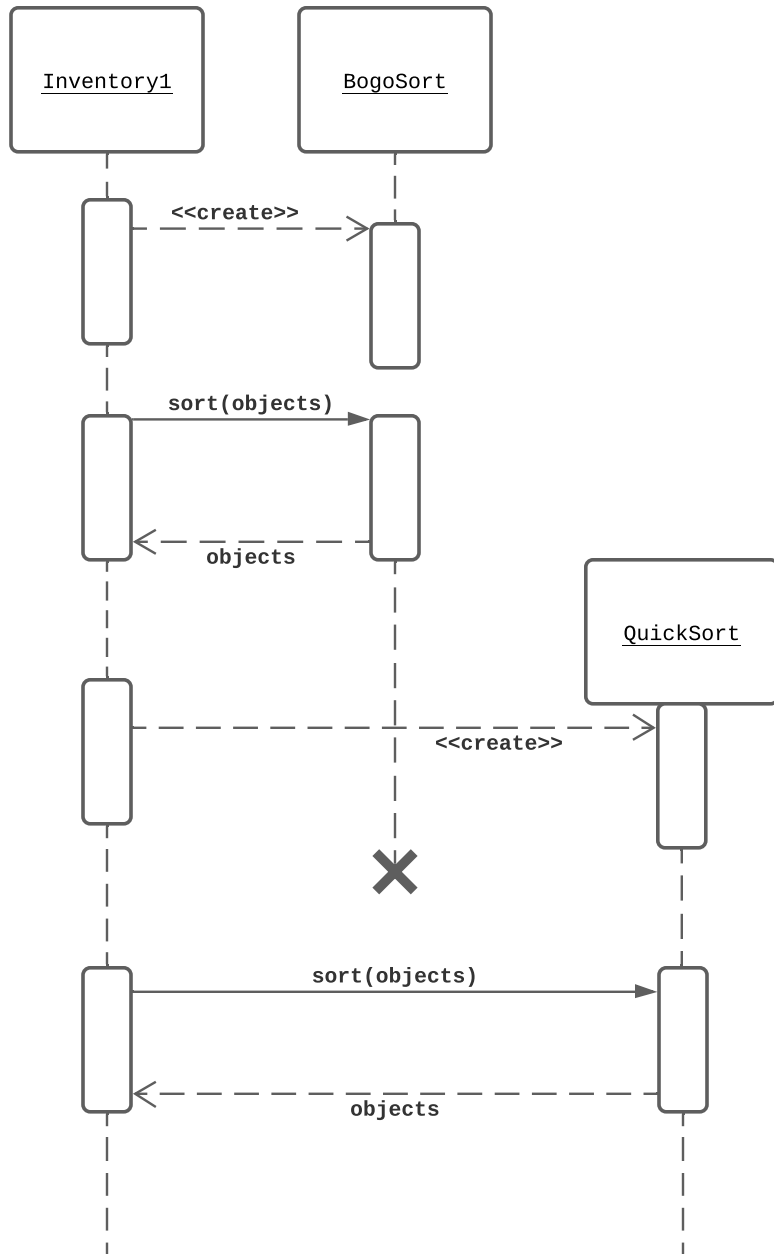 Inventory1
BogoSort
<<create>>
sort(objects)
objects
QuickSort
<<create>>
sort(objects)
objects